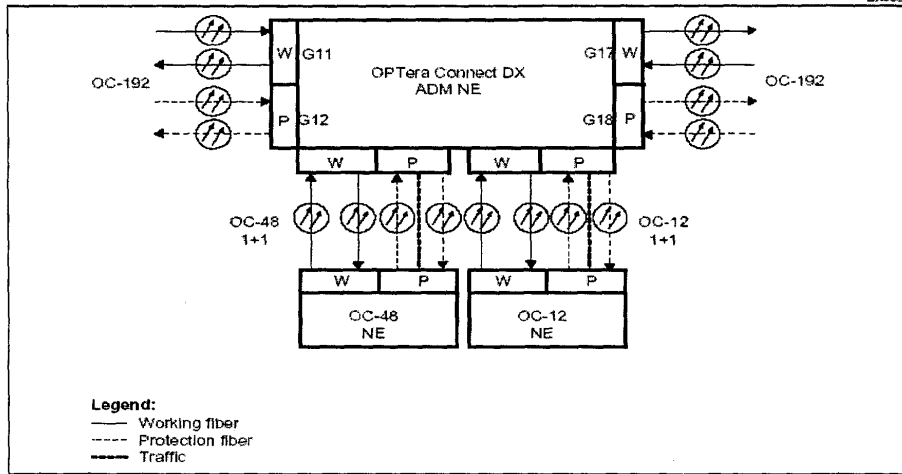 W G11 G17 W
OPTera Connect DX
ADM NE
OC-192 OC-192
P G12 G18 P
W P W P
OC-48
1+1
OC-12
1+1
W P W P
OC-48
NE
OC-12
NE
Legend:
Working fiber
Protection fiber
Traffic